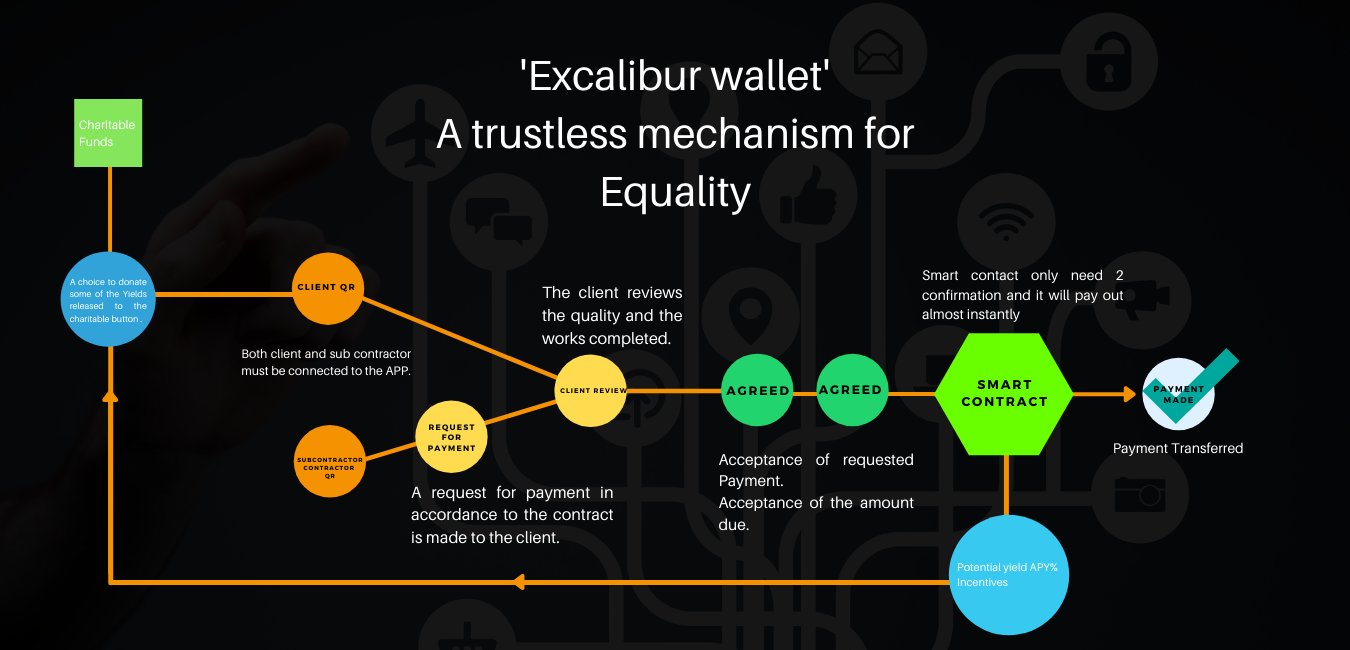 'Excalibur wallet'
A trustless mechanism for
Equality
Charitable
Funds
A choice to donate
some of the Yields
released to the
charitable button .
CLIENT QR
Both client and sub contractor
must be connected to the APP.
SUBCONTRACTOR
CONTRACTOR
QR
REQUEST
FOR
PAYMENT
A request for payment in
accordance to the contract
is made to the client.
The client reviews
the quality and the
works completed.
CLIENT REVIEW
AGREED
AGREED
Acceptance of requested
Payment.
Acceptance of the amount
due.
Smart contact only need 2
confirmation and it will pay out
almost instantly
SMART
CONTRACT
PAYMENT
MADE
Payment Transferred
Potential yield APY%
Incentives